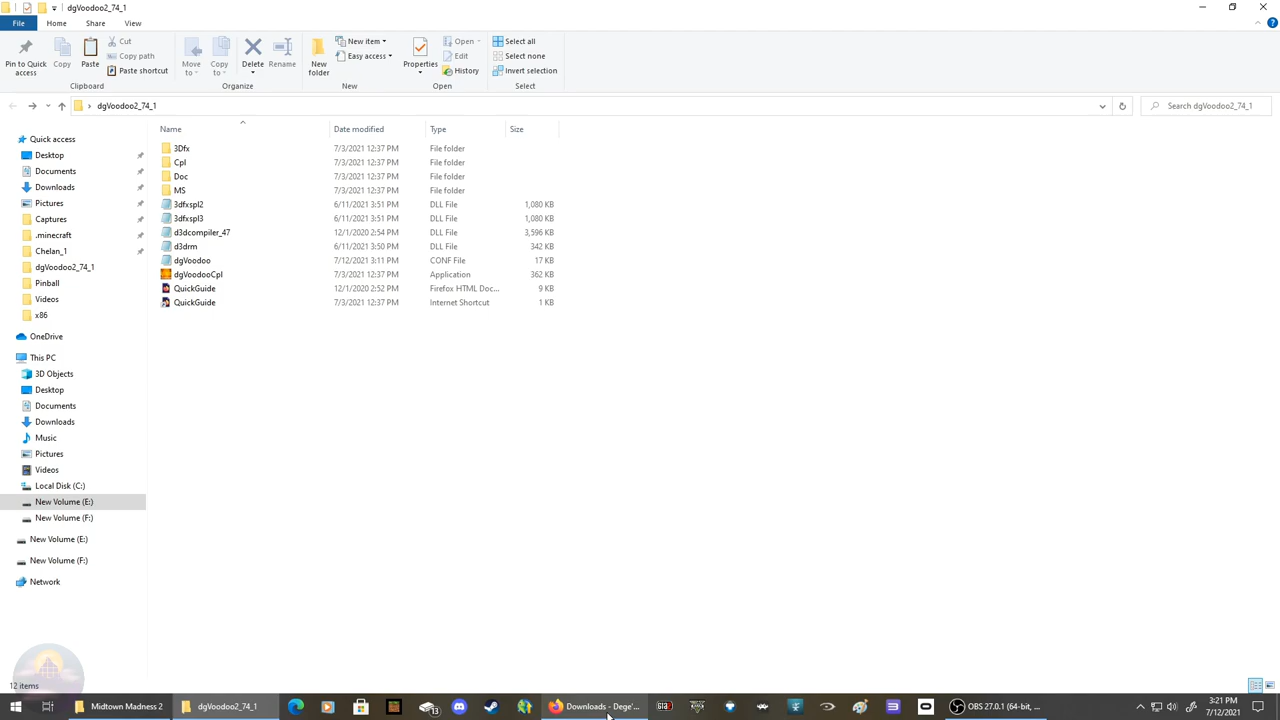 dgVoodoo2_74_1
File Home Share View
Pin to Quick access
Copy
Paste
Cut
Copy path
Paste shortcut
Move to
Copy to
Delete
Rename
New folder
New item
Easy access
Properties
Open
Edit
History
Select all
Select none
Invert selection
Clipboard Organize New Open Select
dgVoodoo2_74_1 Search dgVoodoo2_74_1
Name Date modified Type Size
3Dfx 7/3/2021 12:37 PM File folder
Cpl 7/3/2021 12:37 PM File folder
Doc 7/3/2021 12:37 PM File folder
MS 7/3/2021 12:37 PM File folder
3dfxspl2 6/11/2021 3:51 PM DLL File 1,080 KB
3dfxspl3 6/11/2021 3:51 PM DLL File 1,080 KB
d3dcompiler_47 12/1/2020 2:54 PM DLL File 3,596 KB
d3drm 6/11/2021 3:50 PM DLL File 342 KB
dgVoodoo 7/12/2021 3:11 PM CONF File 17 KB
dgVoodooCpl 7/3/2021 12:37 PM Application 362 KB
QuickGuide 12/1/2020 2:52 PM Firefox HTML Doc... 9 KB
QuickGuide 7/3/2021 12:37 PM Internet Shortcut 1 KB
Quick access
Desktop
Documents
Downloads
Pictures
Captures
.minecraft
Chelan_1
dgVoodoo2_74_1
Pinball
Videos
x86
OneDrive
This PC
3D Objects
Desktop
Documents
Downloads
Music
Pictures
Videos
Local Disk (C:)
New Volume (E:)
New Volume (F:)
New Volume (E:)
New Volume (F:)
Network
12 items
Midtown Madness 2 dgVoodoo2_74_1 13 Downloads - Dege'... OBS 27.0.1 (64-bit, ... 3:21 PM
7/12/2021